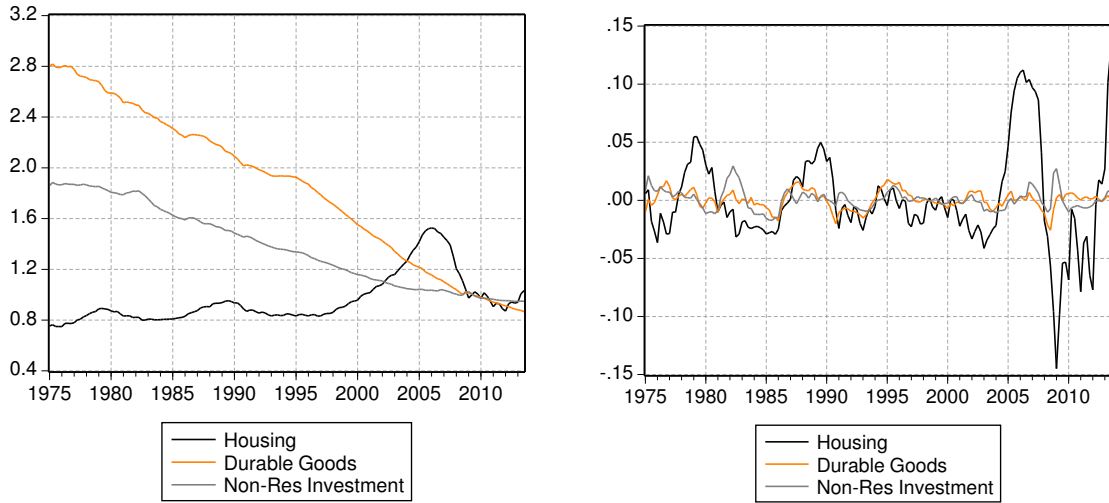 3.2
2.8
2.4
2.0
1.6
1.2
0.8
0.4
1975 1980 1985 1990 1995 2000 2005 2010
Housing
Durable Goods
Non-Res Investment
.15
.10
.05
.00
-.05
-.10
-.15
1975 1980 1985 1990 1995 2000 2005 2010
Housing
Durable Goods
Non-Res Investment